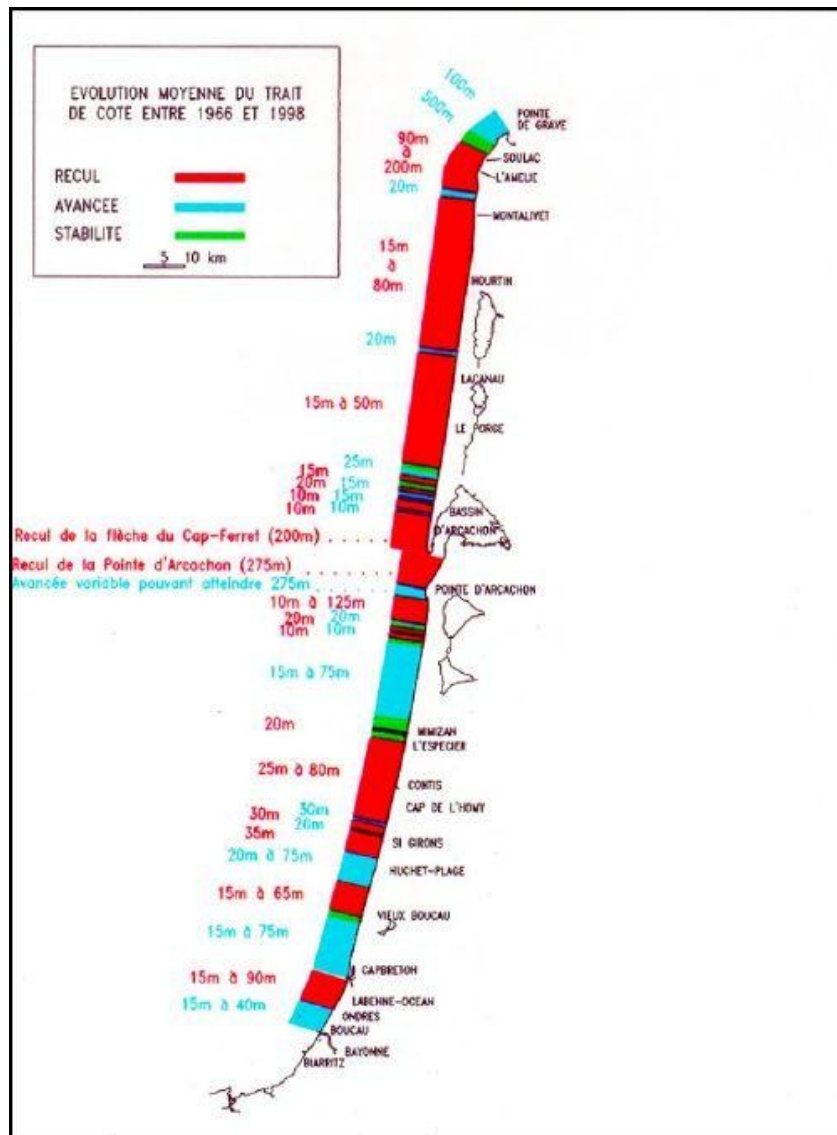 EVOLUTION MOYENNE DU TRAIT
DE COTE ENTRE 1966 ET 1998
RECUL
AVANCEE
STABILITE
5 10 km
100m
500m
POINTE
DE GRAVE
90m
à
200m
SOULAC
L'AMELIE
20m
MONTALIVET
15m
à
80m
HOURTIN
20m
LACANAU
15m à 50m
LE PORGE
25m
15m
20m 15m
10m 15m
10m 10m
BASSIN
D'ARCACHON
Recul de la flèche du Cap-Ferret (200m)
Recul de la Pointe d'Arcachon (275m)
Avancée variable pouvant atteindre 275m
POINTE D'ARCACHON
10m à 125m
20m 20m
10m 10m
15m à 75m
20m
MIMIZAN
L'ESPECIER
25m à 80m
CONTIS
CAP DE L'HOMY
30m 30m
20m
35m
SI GIRONS
20m à 75m
HUCHET-PLAGE
15m à 65m
VIEUX BOUCAU
15m à 75m
CAPBRETON
15m à 90m
LABENNE-OCEAN
15m à 40m
ONDRES
BOUCAU
BAYONNE
BIARRITZ